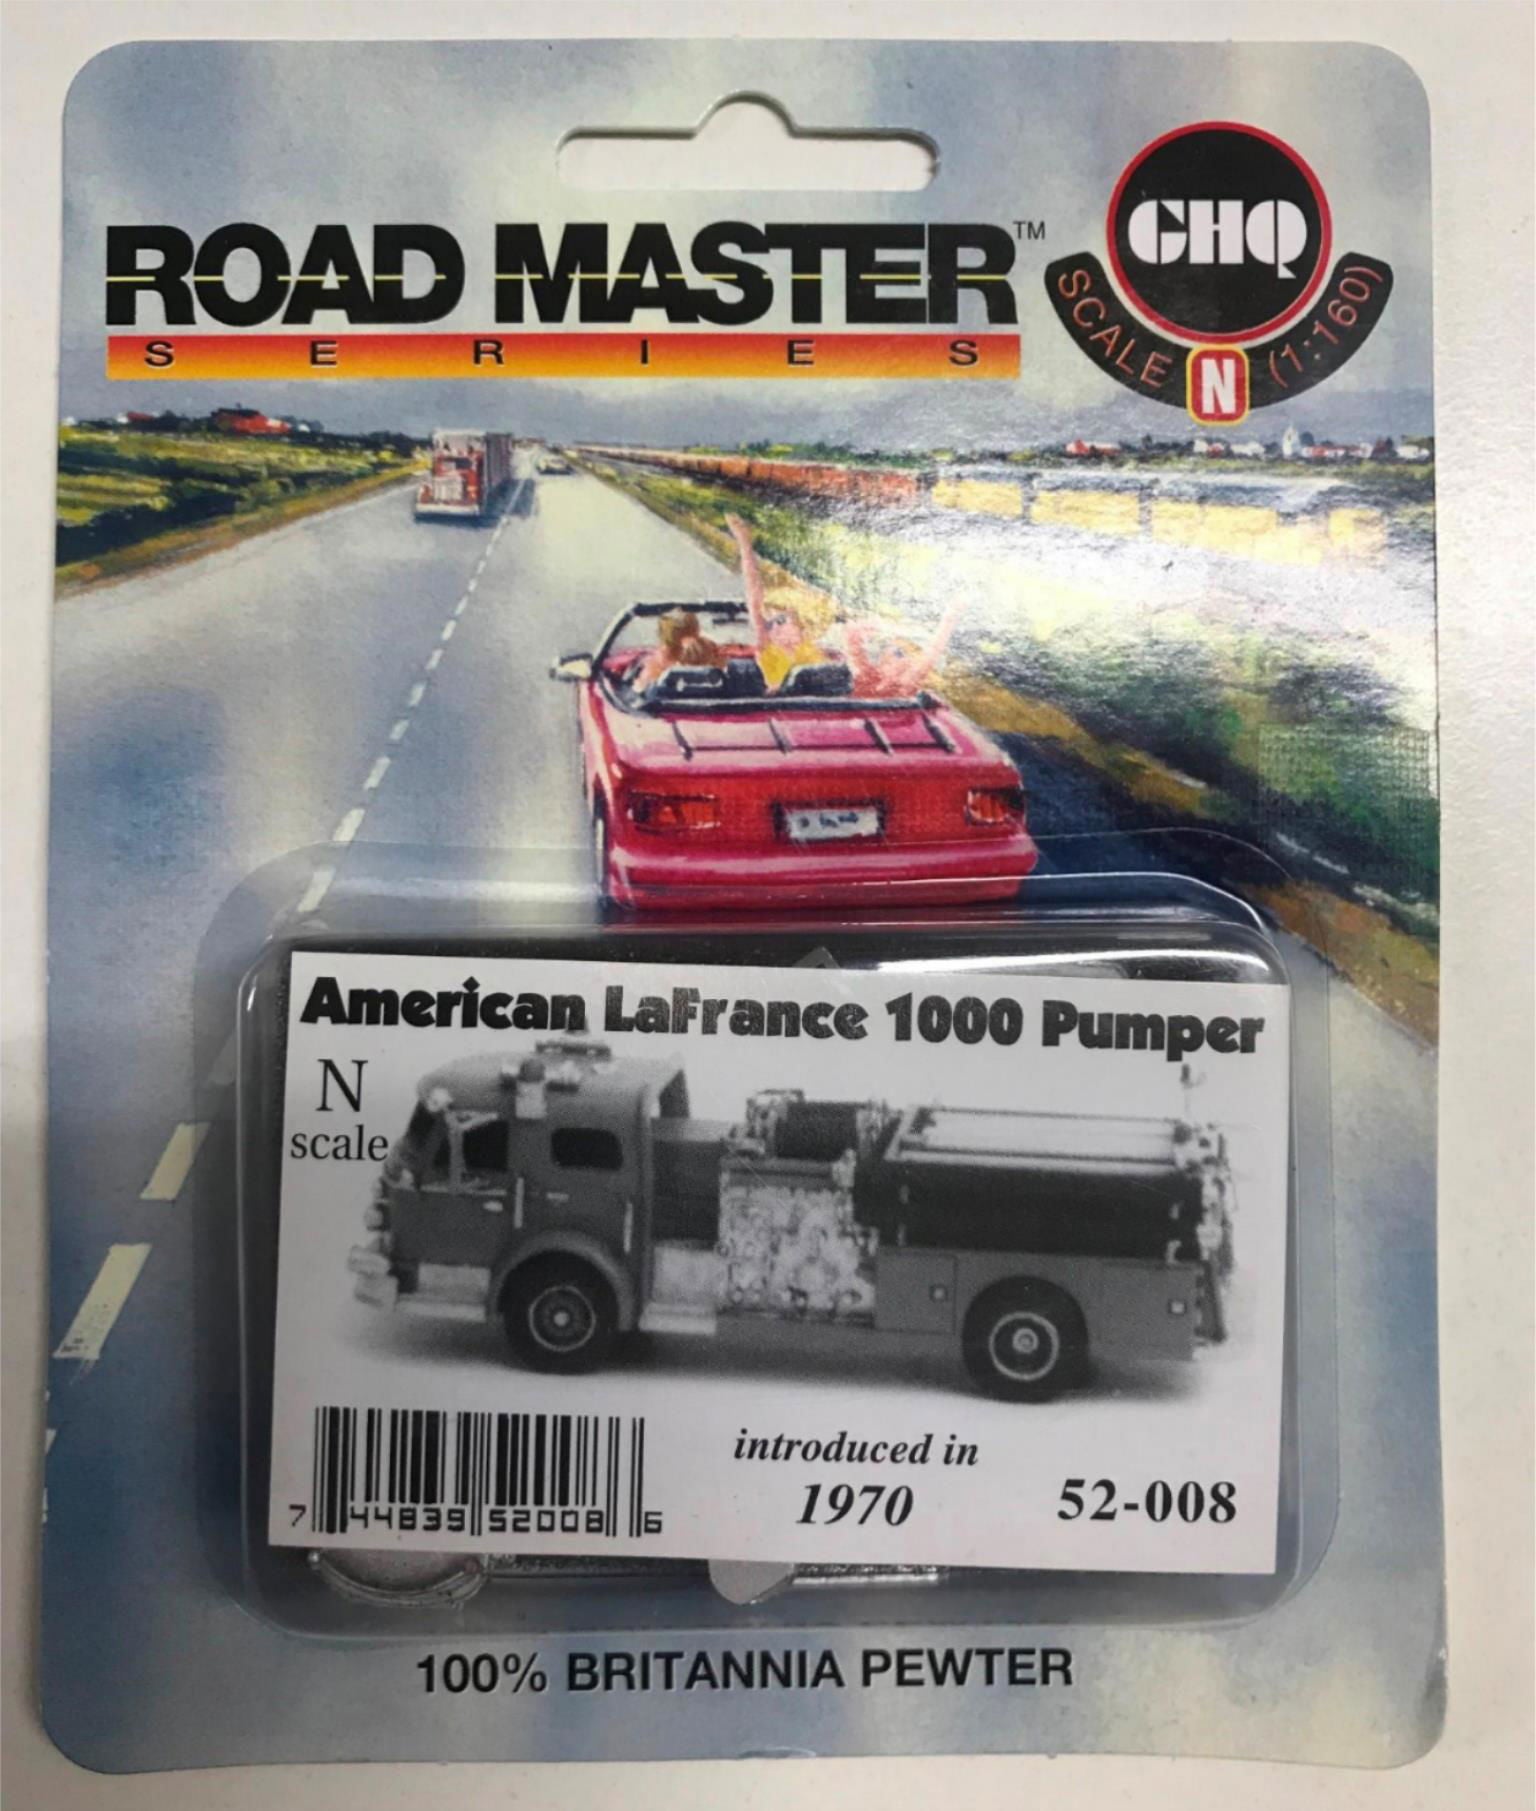 ROAD MASTER™
SERIES
GHQ
SCALE N (1:160)
American LaFrance 1000 Pumper
N
scale
introduced in
1970
52-008
7 44839 52008 6
100% BRITANNIA PEWTER